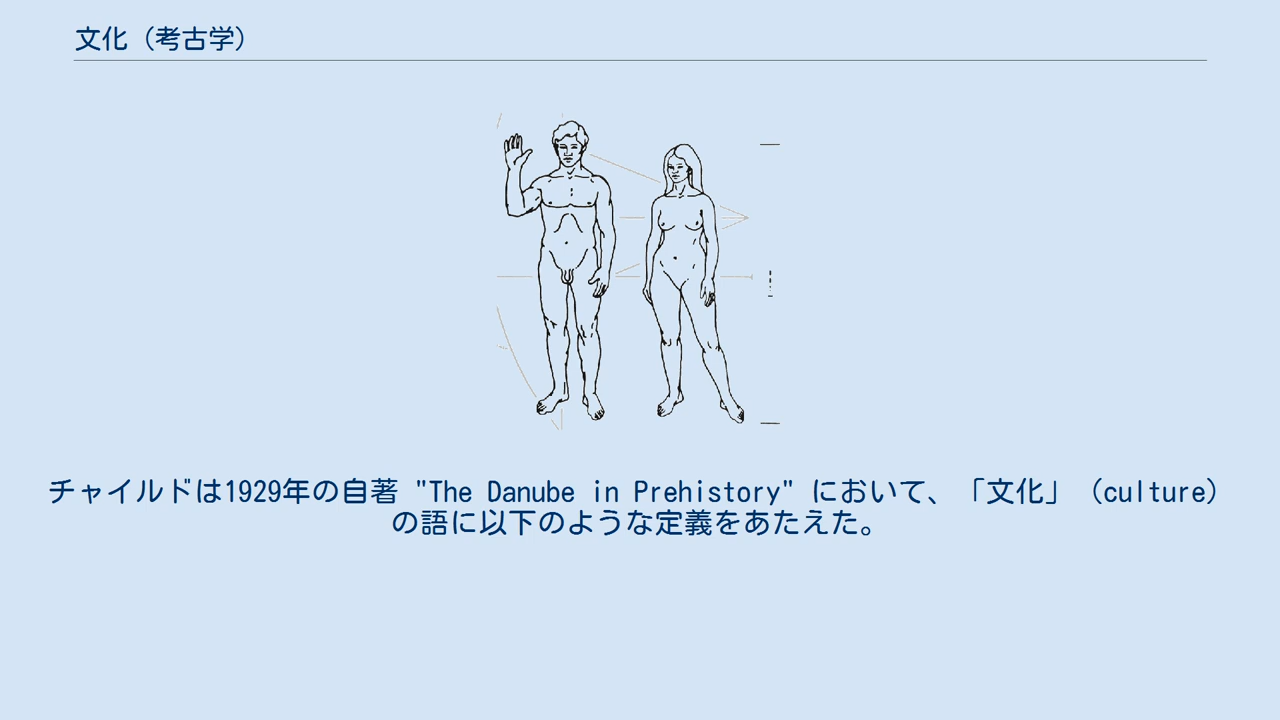 文化（考古学）
チャイルドは1929年の自著 "The Danube in Prehistory" において、「文化」（culture）
の語に以下のような定義をあたえた。